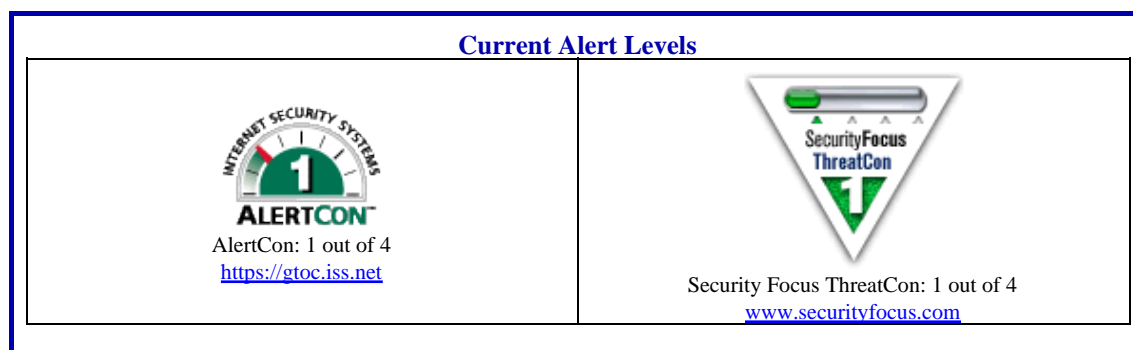 Current Alert Levels
INTERNET SECURITY SYSTEMS
1
ALERTCON™
AlertCon: 1 out of 4
https://gtoc.iss.net
SecurityFocus
ThreatCon
1
Security Focus ThreatCon: 1 out of 4
www.securityfocus.com